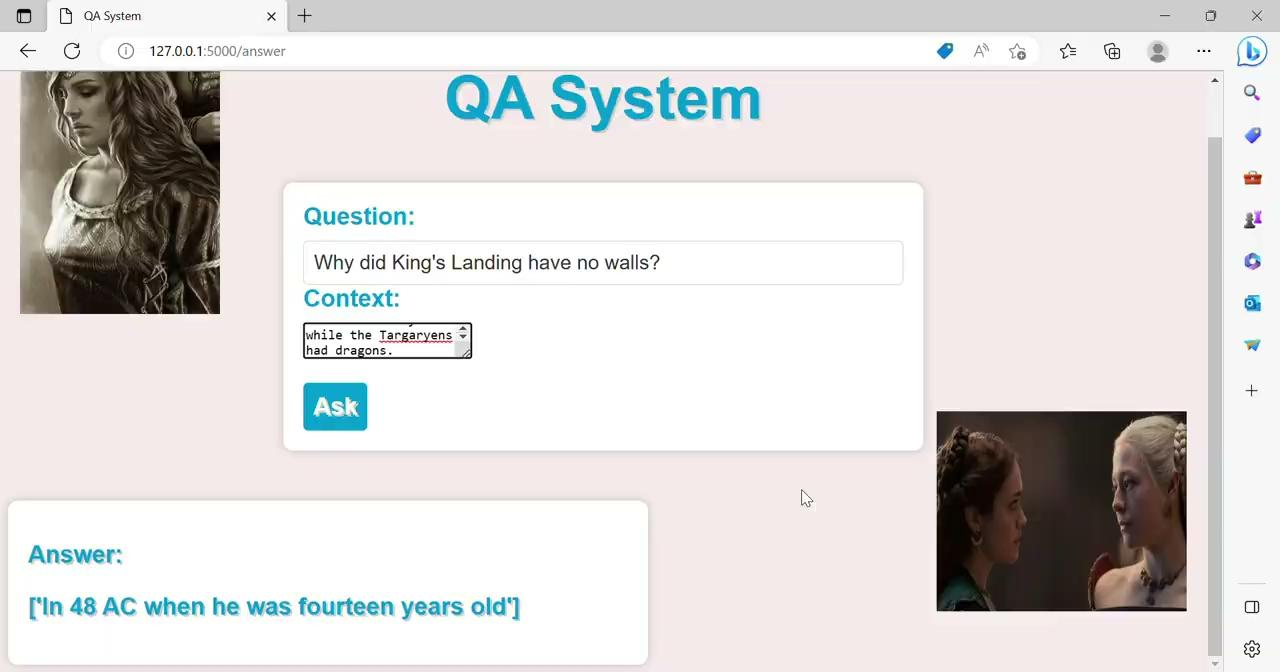 QA System
127.0.0.1:5000/answer
QA System
Question:
Why did King's Landing have no walls?
Context:
while the Targaryens
had dragons.
Ask
Answer:
['In 48 AC when he was fourteen years old']